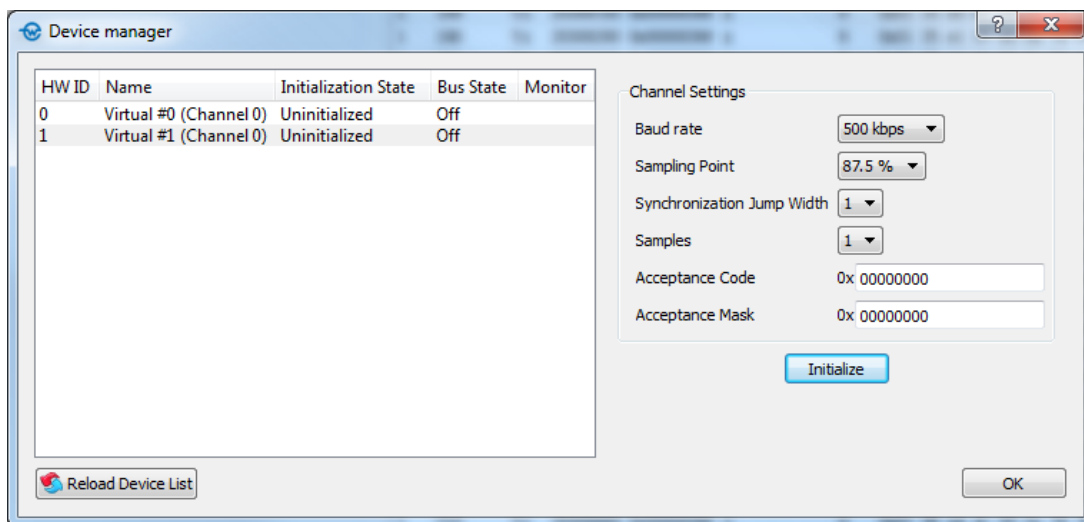 Device manager
HW ID Name Initialization State Bus State Monitor
0 Virtual #0 (Channel 0) Uninitialized Off
1 Virtual #1 (Channel 0) Uninitialized Off
Channel Settings
Baud rate 500 kbps
Sampling Point 87.5 %
Synchronization Jump Width 1
Samples 1
Acceptance Code 0x 00000000
Acceptance Mask 0x 00000000
Initialize
Reload Device List
OK